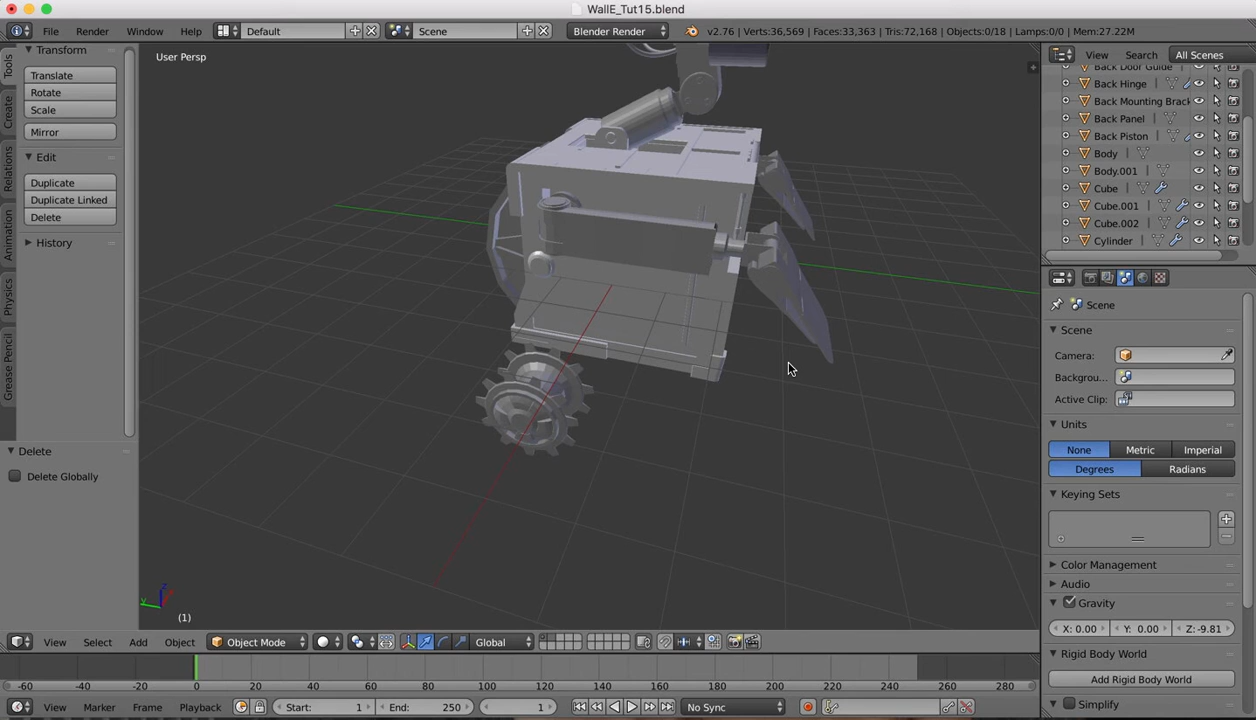 WallE_Tut15.blend
File Render Window Help Default Scene Blender Render v2.76 | Verts:36,569 | Faces:33,363 | Tris:72,168 | Objects:0/18 | Lamps:0/0 | Mem:27.22M
Tools
Create
Relations
Animation
Physics
Grease Pencil
Transform
Translate
Rotate
Scale
Mirror
Edit
Duplicate
Duplicate Linked
Delete
History
Delete
Delete Globally
User Persp
z
y
(1)
View Search All Scenes
Back Door Guide
Back Hinge
Back Mounting Brack
Back Panel
Back Piston
Body
Body.001
Cube
Cube.001
Cube.002
Cylinder
Scene
Scene
Camera:
Backgrou...
Active Clip:
Units
None Metric Imperial
Degrees Radians
Keying Sets
Color Management
Audio
Gravity
X: 0.00 Y: 0.00 Z: -9.81
Rigid Body World
Add Rigid Body World
Simplify
View Select Add Object Object Mode Global
-60 -40 -20 0 20 40 60 80 100 120 140 160 180 200 220 240 260 280
View Marker Frame Playback Start: 1 End: 250 1 No Sync